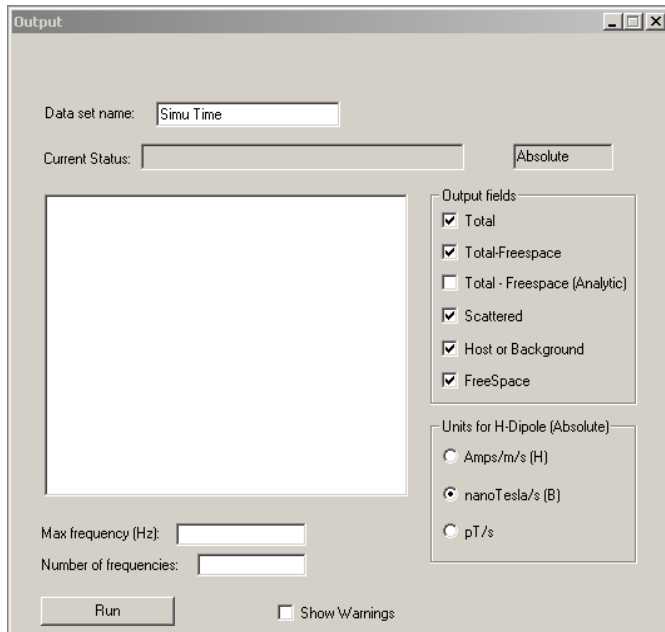 Output
Data set name: Simu Time
Current Status: Absolute
Output fields
Total
Total-Freespace
Total - Freespace (Analytic)
Scattered
Host or Background
FreeSpace
Units for H-Dipole (Absolute)
Amps/m/s (H)
nanoTesla/s (B)
pT/s
Max frequency (Hz):
Number of frequencies:
Run
Show Warnings